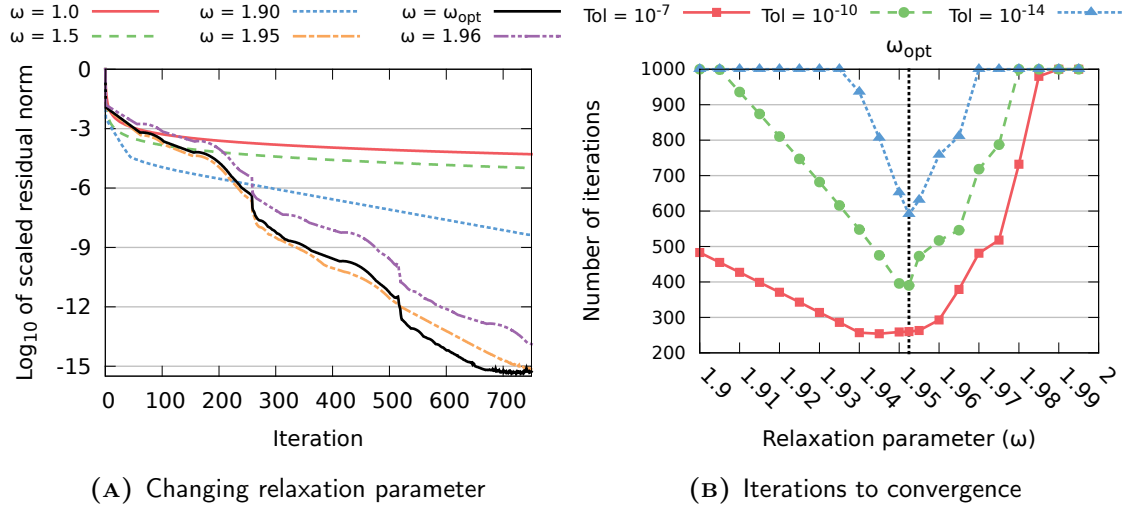 ω = 1.0
ω = 1.5
ω = 1.90
ω = 1.95
ω = ω_opt
ω = 1.96
Log₁₀ of scaled residual norm
0
-3
-6
-9
-12
-15
0 100 200 300 400 500 600 700
Iteration
(A) Changing relaxation parameter
Tol = 10⁻⁷ Tol = 10⁻¹⁰ Tol = 10⁻¹⁴
ω_opt
Number of iterations
1000
900
800
700
600
500
400
300
200
1.9 1.91 1.92 1.93 1.94 1.95 1.96 1.97 1.98 1.99 2
Relaxation parameter (ω)
(B) Iterations to convergence